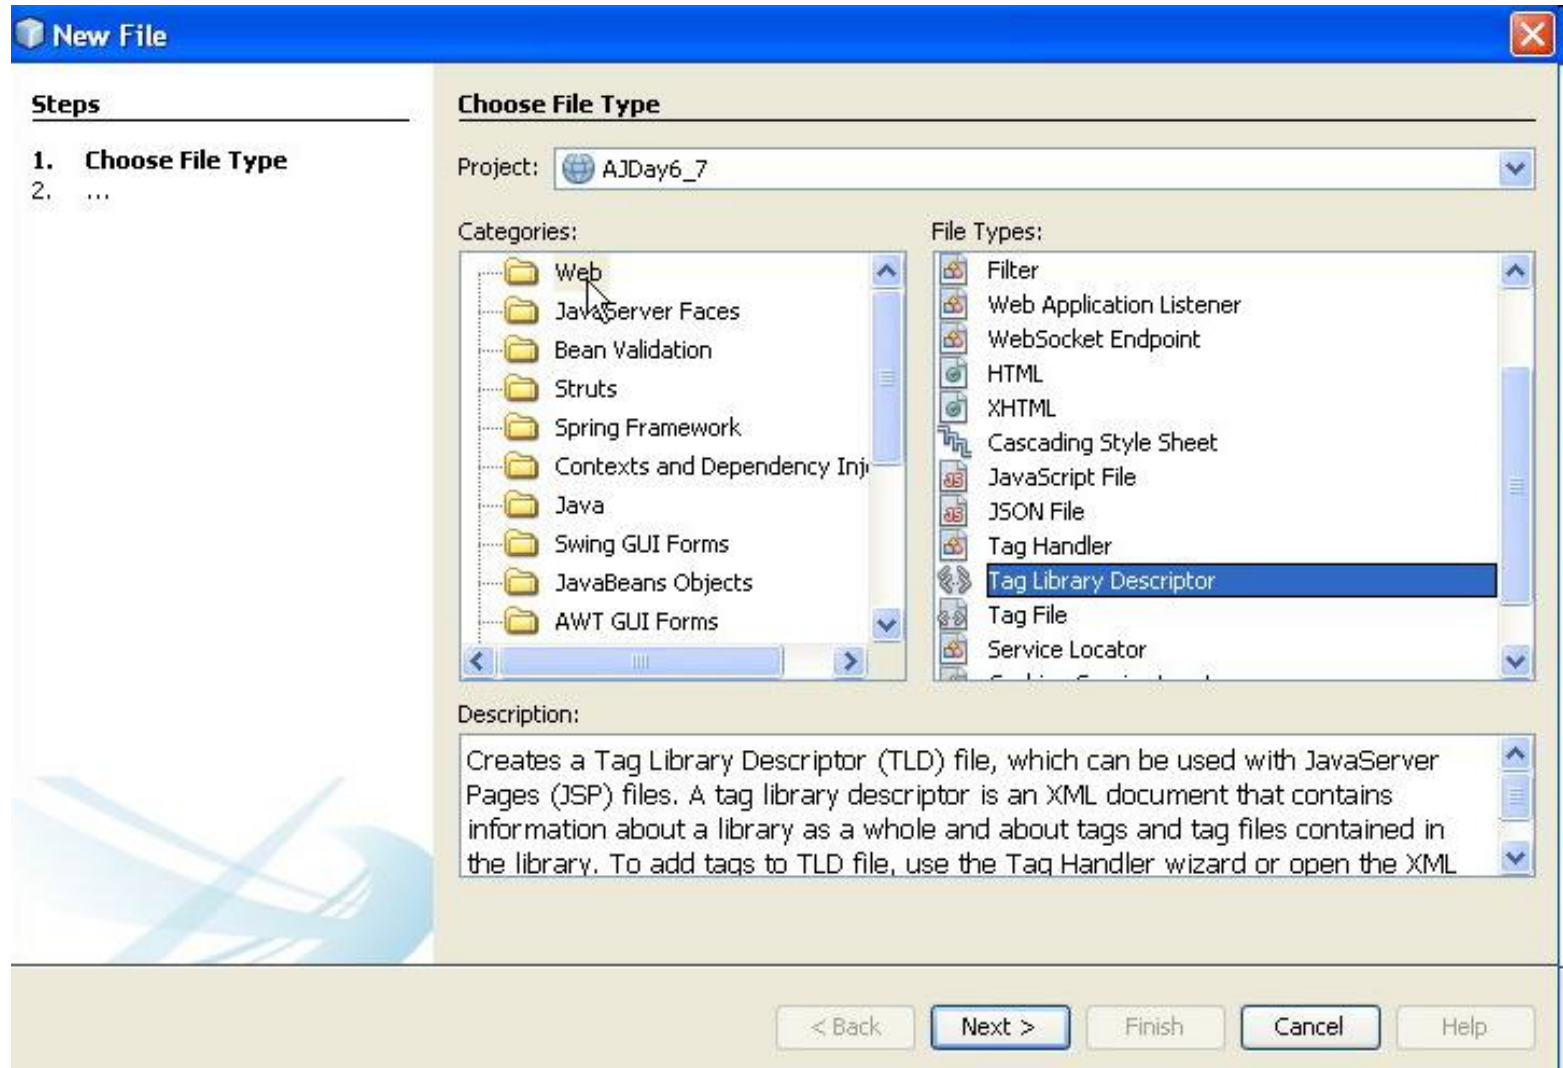 New File
Steps
1. Choose File Type
2. ...
Choose File Type
Project: AJDay6_7
Categories:
Web
JavaServer Faces
Bean Validation
Struts
Spring Framework
Contexts and Dependency Inj
Java
Swing GUI Forms
JavaBeans Objects
AWT GUI Forms
File Types:
Filter
Web Application Listener
WebSocket Endpoint
HTML
XHTML
Cascading Style Sheet
JavaScript File
JSON File
Tag Handler
Tag Library Descriptor
Tag File
Service Locator
Description:
Creates a Tag Library Descriptor (TLD) file, which can be used with JavaServer
Pages (JSP) files. A tag library descriptor is an XML document that contains
information about a library as a whole and about tags and tag files contained in
the library. To add tags to TLD file, use the Tag Handler wizard or open the XML
< Back Next > Finish Cancel Help